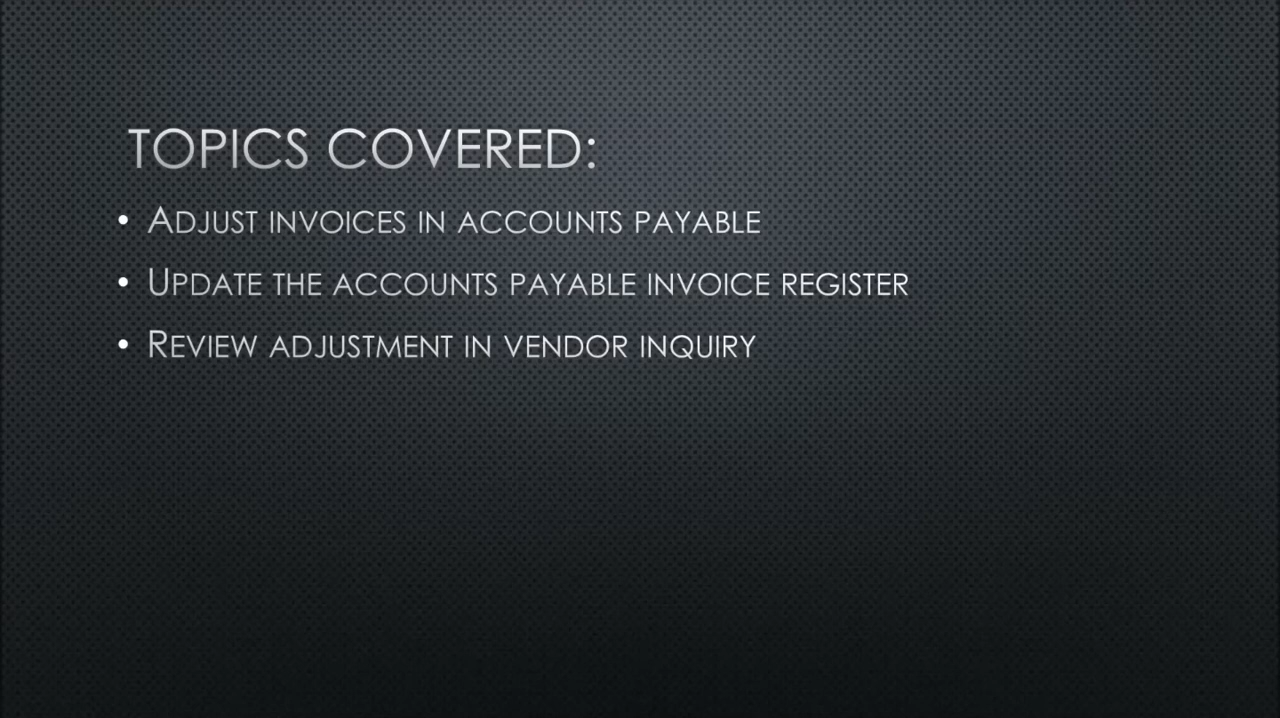 TOPICS COVERED:
• ADJUST INVOICES IN ACCOUNTS PAYABLE
• UPDATE THE ACCOUNTS PAYABLE INVOICE REGISTER
• REVIEW ADJUSTMENT IN VENDOR INQUIRY